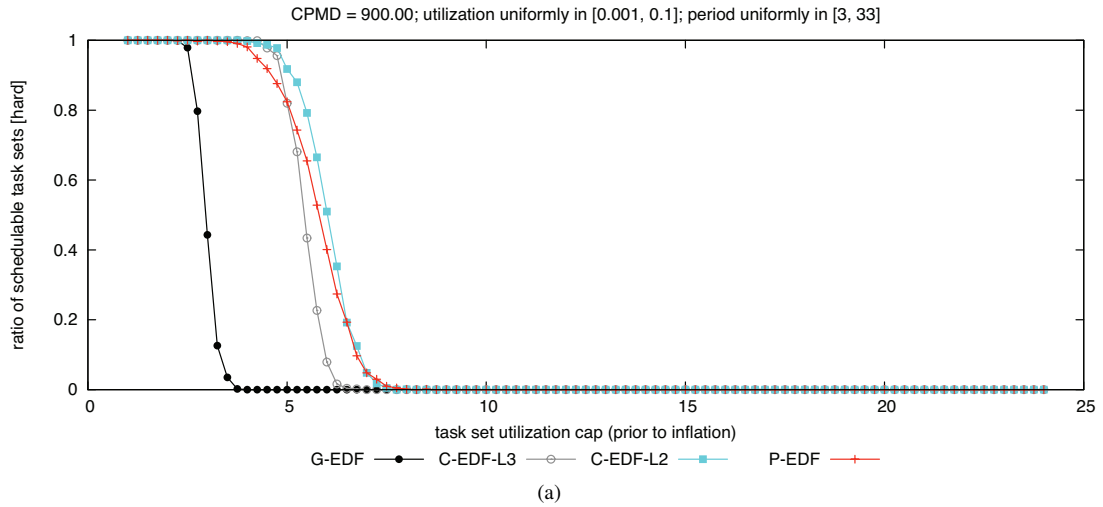 CPMD = 900.00; utilization uniformly in [0.001, 0.1]; period uniformly in [3, 33]
ratio of schedulable task sets [hard]
1
0.8
0.6
0.4
0.2
0
0 5 10 15 20 25
task set utilization cap (prior to inflation)
G-EDF C-EDF-L3 C-EDF-L2 P-EDF
(a)